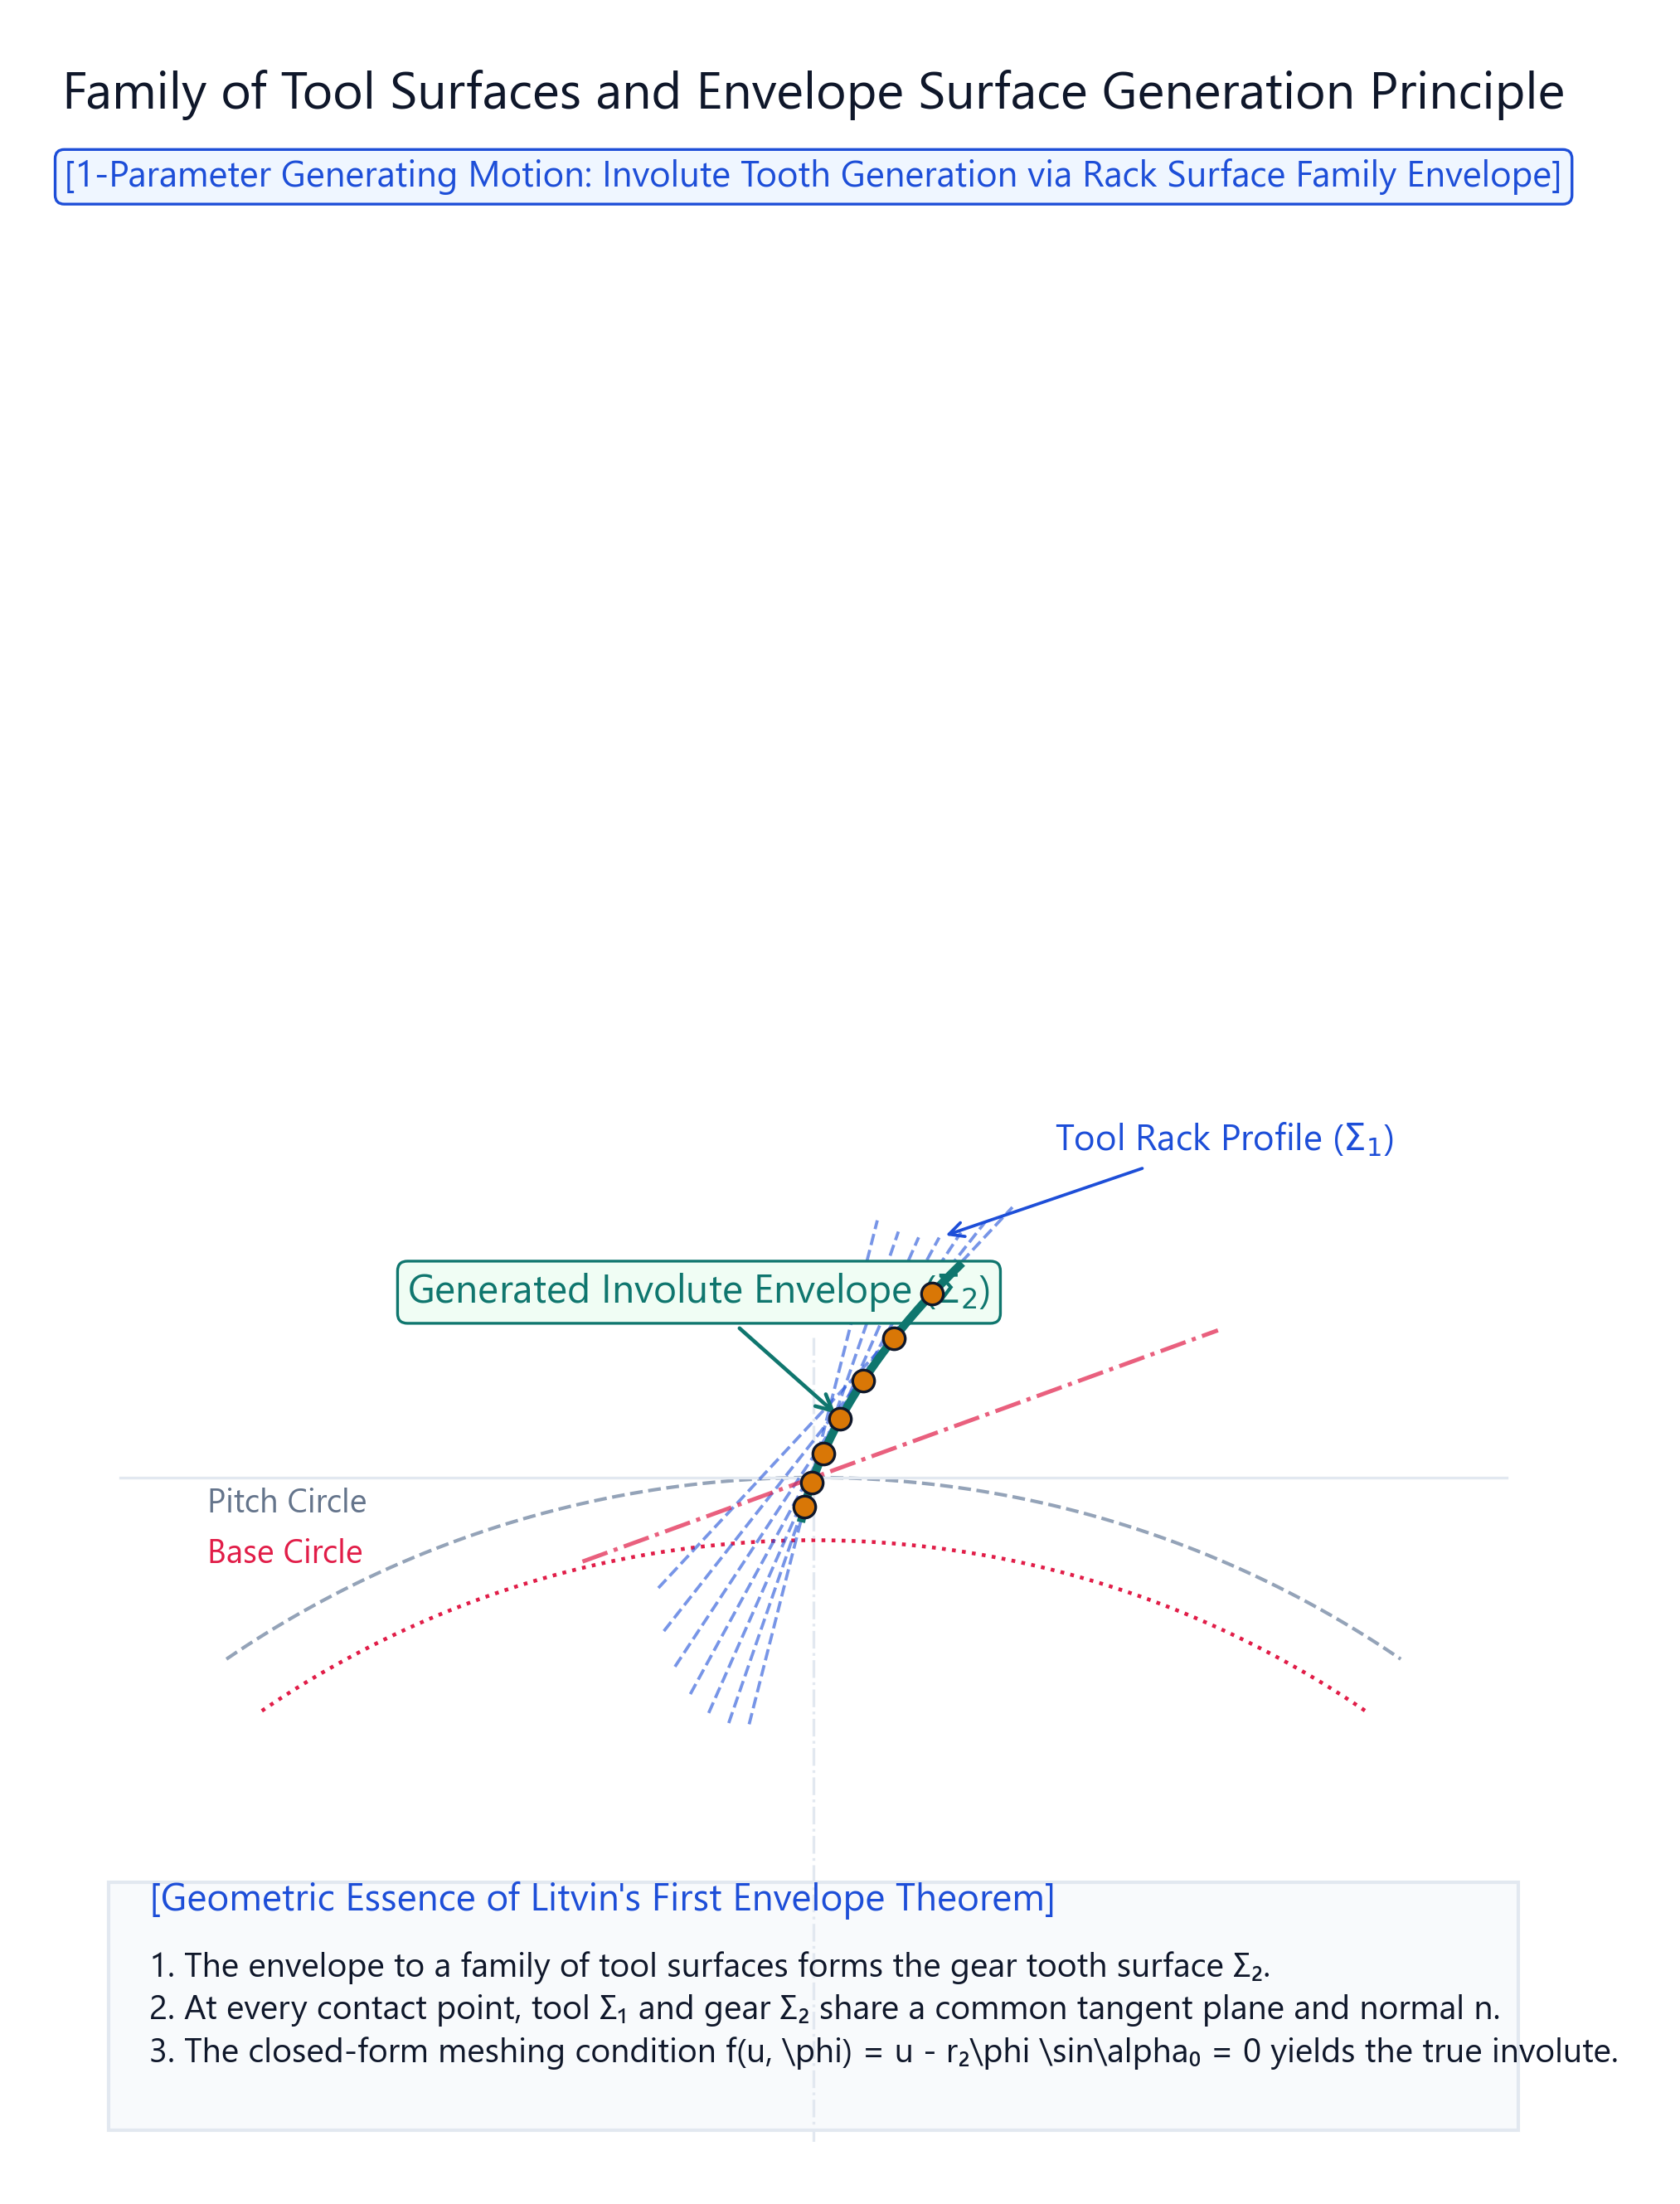 Family of Tool Surfaces and Envelope Surface Generation Principle
[1-Parameter Generating Motion: Involute Tooth Generation via Rack Surface Family Envelope]
Tool Rack Profile (Σ₁)
Generated Involute Envelope (Σ₂)
Pitch Circle
Base Circle
[Geometric Essence of Litvin's First Envelope Theorem]
1. The envelope to a family of tool surfaces forms the gear tooth surface Σ₂.
2. At every contact point, tool Σ₁ and gear Σ₂ share a common tangent plane and normal n.
3. The closed-form meshing condition f(u, \phi) = u - r₂\phi \sin\alpha₀ = 0 yields the true involute.